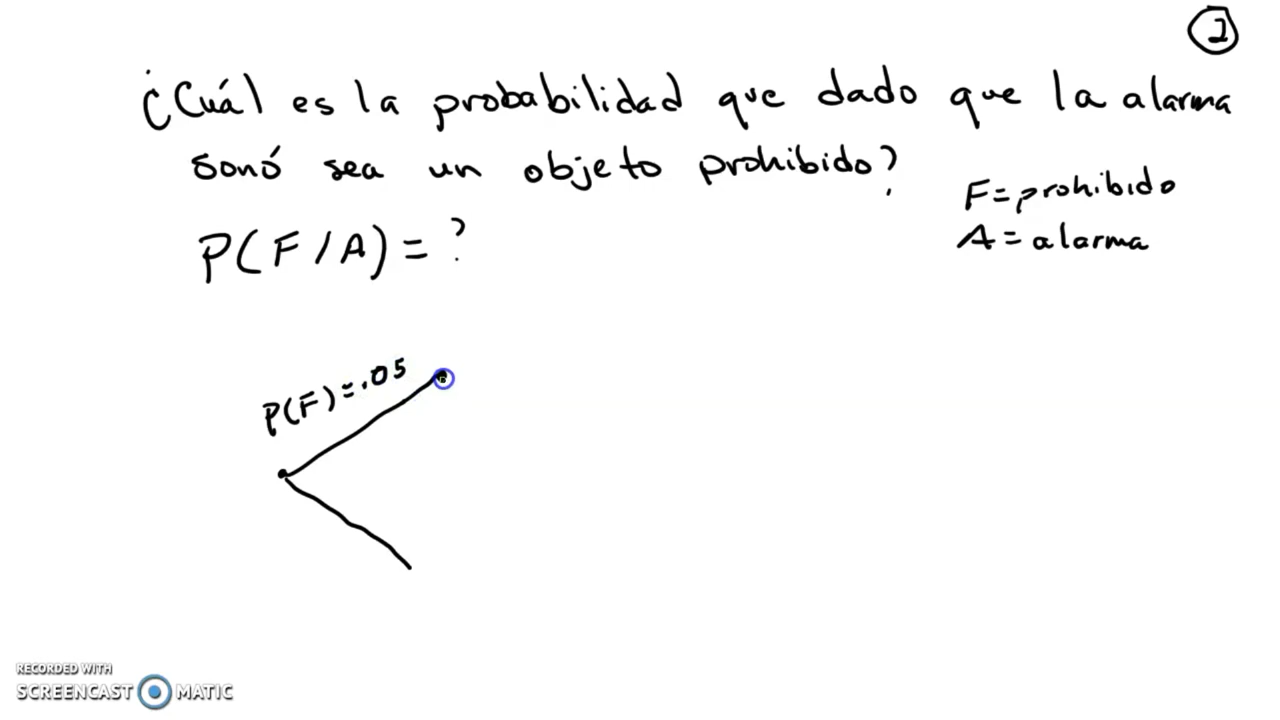 2
¿Cuál es la probabilidad que dado que la alarma
sonó sea un objeto prohibido?
F = prohibido
A = alarma
P(F/A) = ?
P(F) = .05
RECORDED WITH
SCREENCAST MATIC